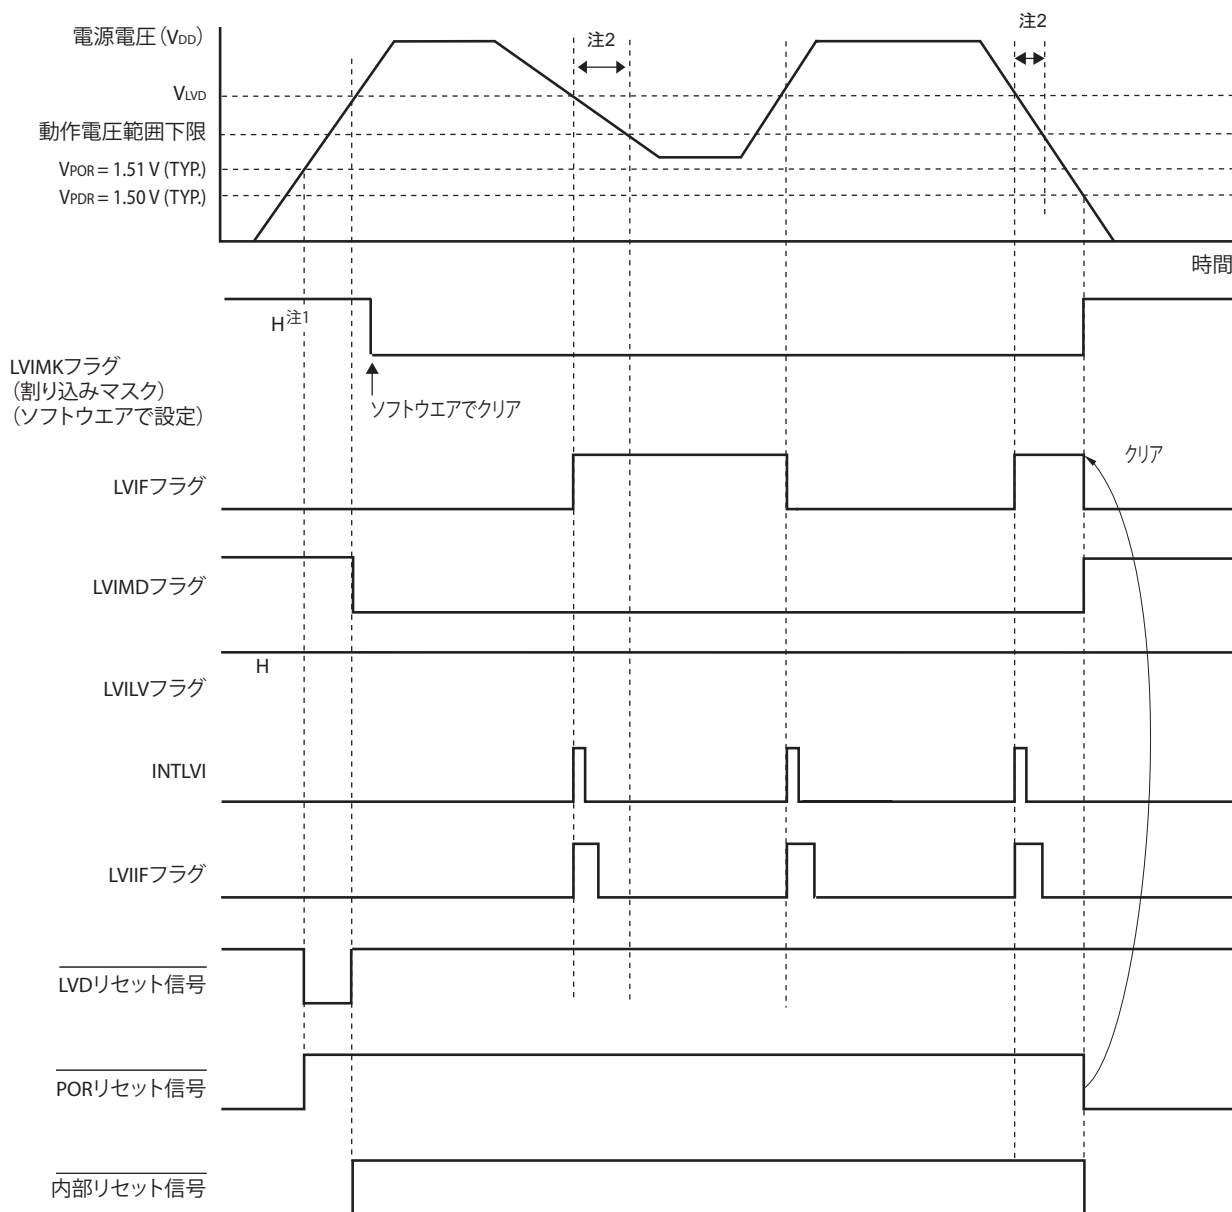 電源電圧(VDD)
注2
注2
VLVD
動作電圧範囲下限
VPOR = 1.51 V (TYP.)
VPDR = 1.50 V (TYP.)
時間
H注1
LVIMKフラグ
(割り込みマスク)
(ソフトウエアで設定)
ソフトウエアでクリア
クリア
LVIFフラグ
LVIMDフラグ
H
LVILVフラグ
INTLVI
LVIIFフラグ
LVDリセット信号
PORリセット信号
内部リセット信号